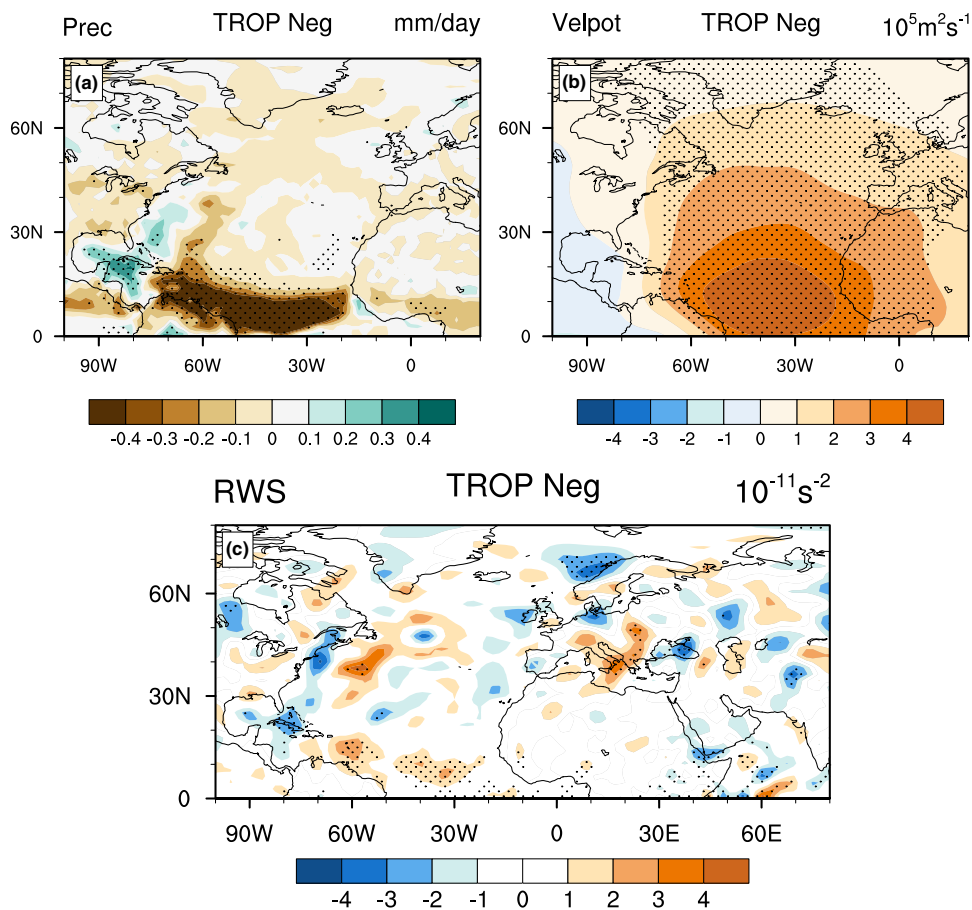 Prec TROP Neg mm/day
Velpot TROP Neg 10⁵m²s⁻¹
(a)
60N
30N
0
90W 60W 30W 0
-0.4 -0.3 -0.2 -0.1 0 0.1 0.2 0.3 0.4
(b)
60N
30N
0
90W 60W 30W 0
-4 -3 -2 -1 0 1 2 3 4
RWS TROP Neg 10⁻¹¹s⁻²
(c)
60N
30N
0
90W 60W 30W 0 30E 60E
-4 -3 -2 -1 0 1 2 3 4